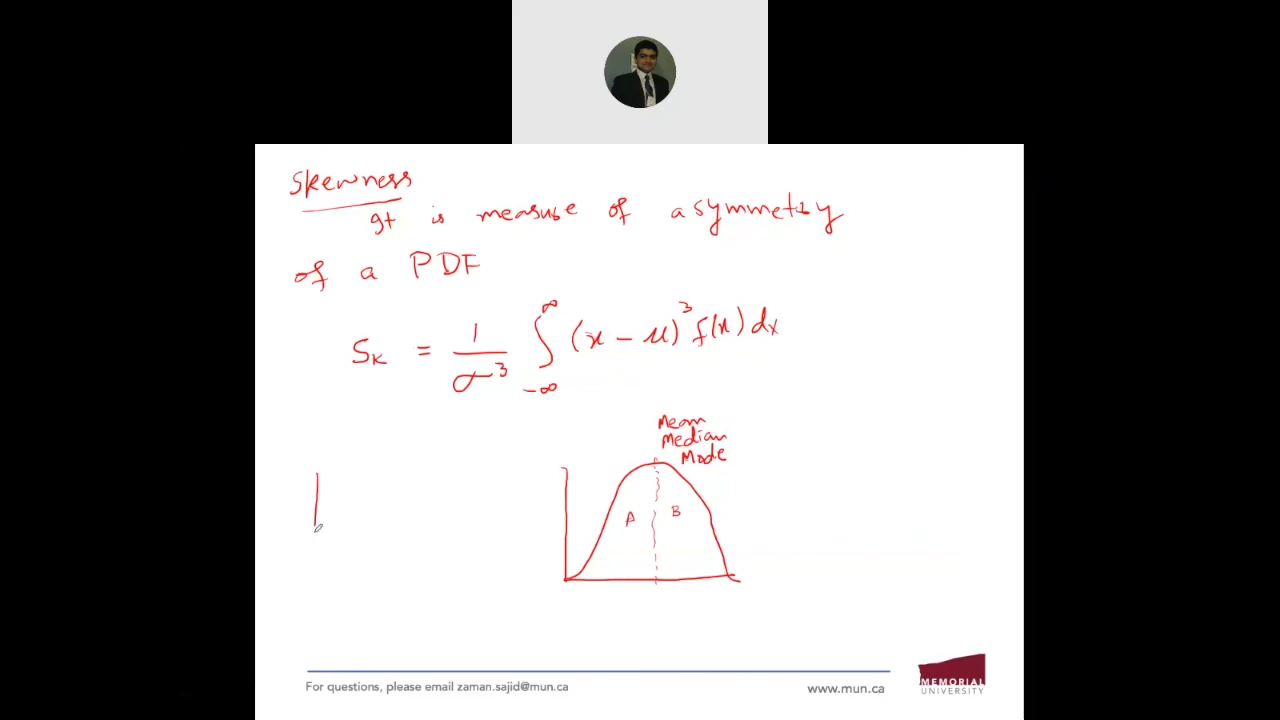 Skewness
It is measure of asymmetry
of a PDF
Sk = 1/σ³ ∫_{-∞}^{∞} (x - μ)³ f(x) dx
Mean
Median
Mode
A B
For questions, please email zaman.sajid@mun.ca
www.mun.ca
MEMORIAL
UNIVERSITY